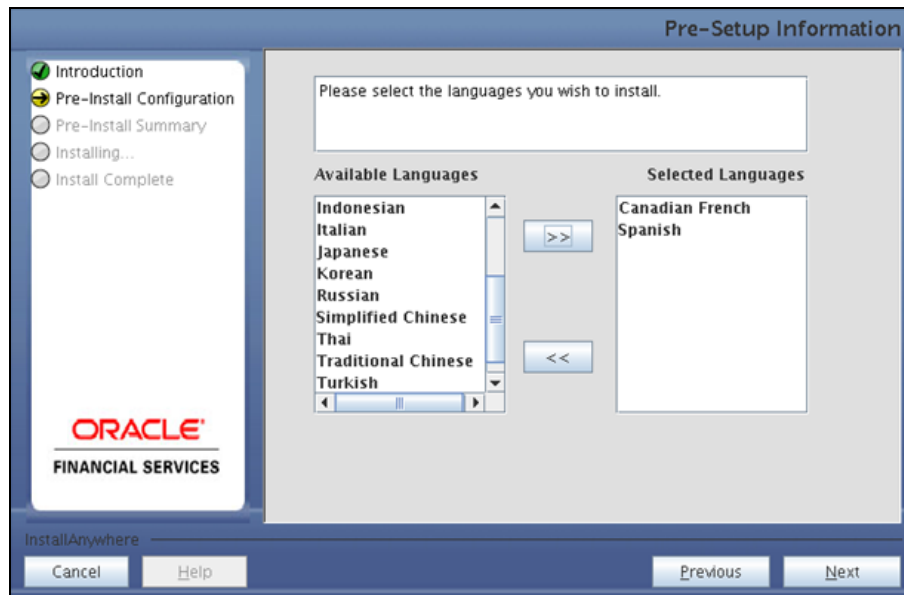 Pre-Setup Information
Introduction
Pre-Install Configuration
Pre-Install Summary
Installing...
Install Complete
ORACLE'
FINANCIAL SERVICES
Please select the languages you wish to install.
Available Languages
Indonesian
Italian
Japanese
Korean
Russian
Simplified Chinese
Thai
Traditional Chinese
Turkish
>>
<<
Selected Languages
Canadian French
Spanish
InstallAnywhere
Cancel
Help
Previous
Next